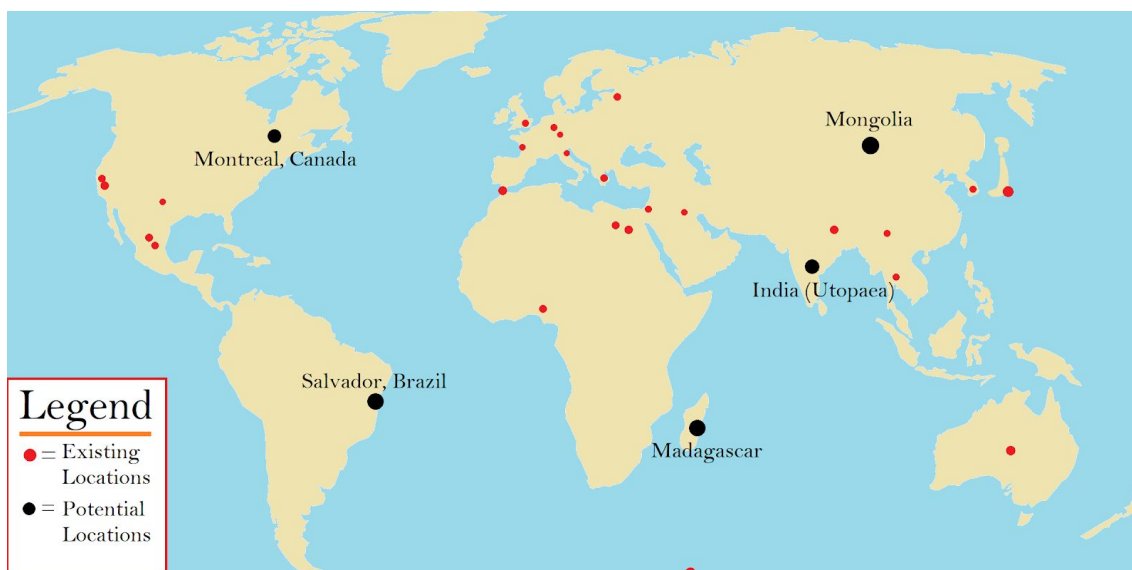 Mongolia
Montreal, Canada
India (Utopaea)
Salvador, Brazil
Madagascar
Legend
= Existing
Locations
= Potential
Locations